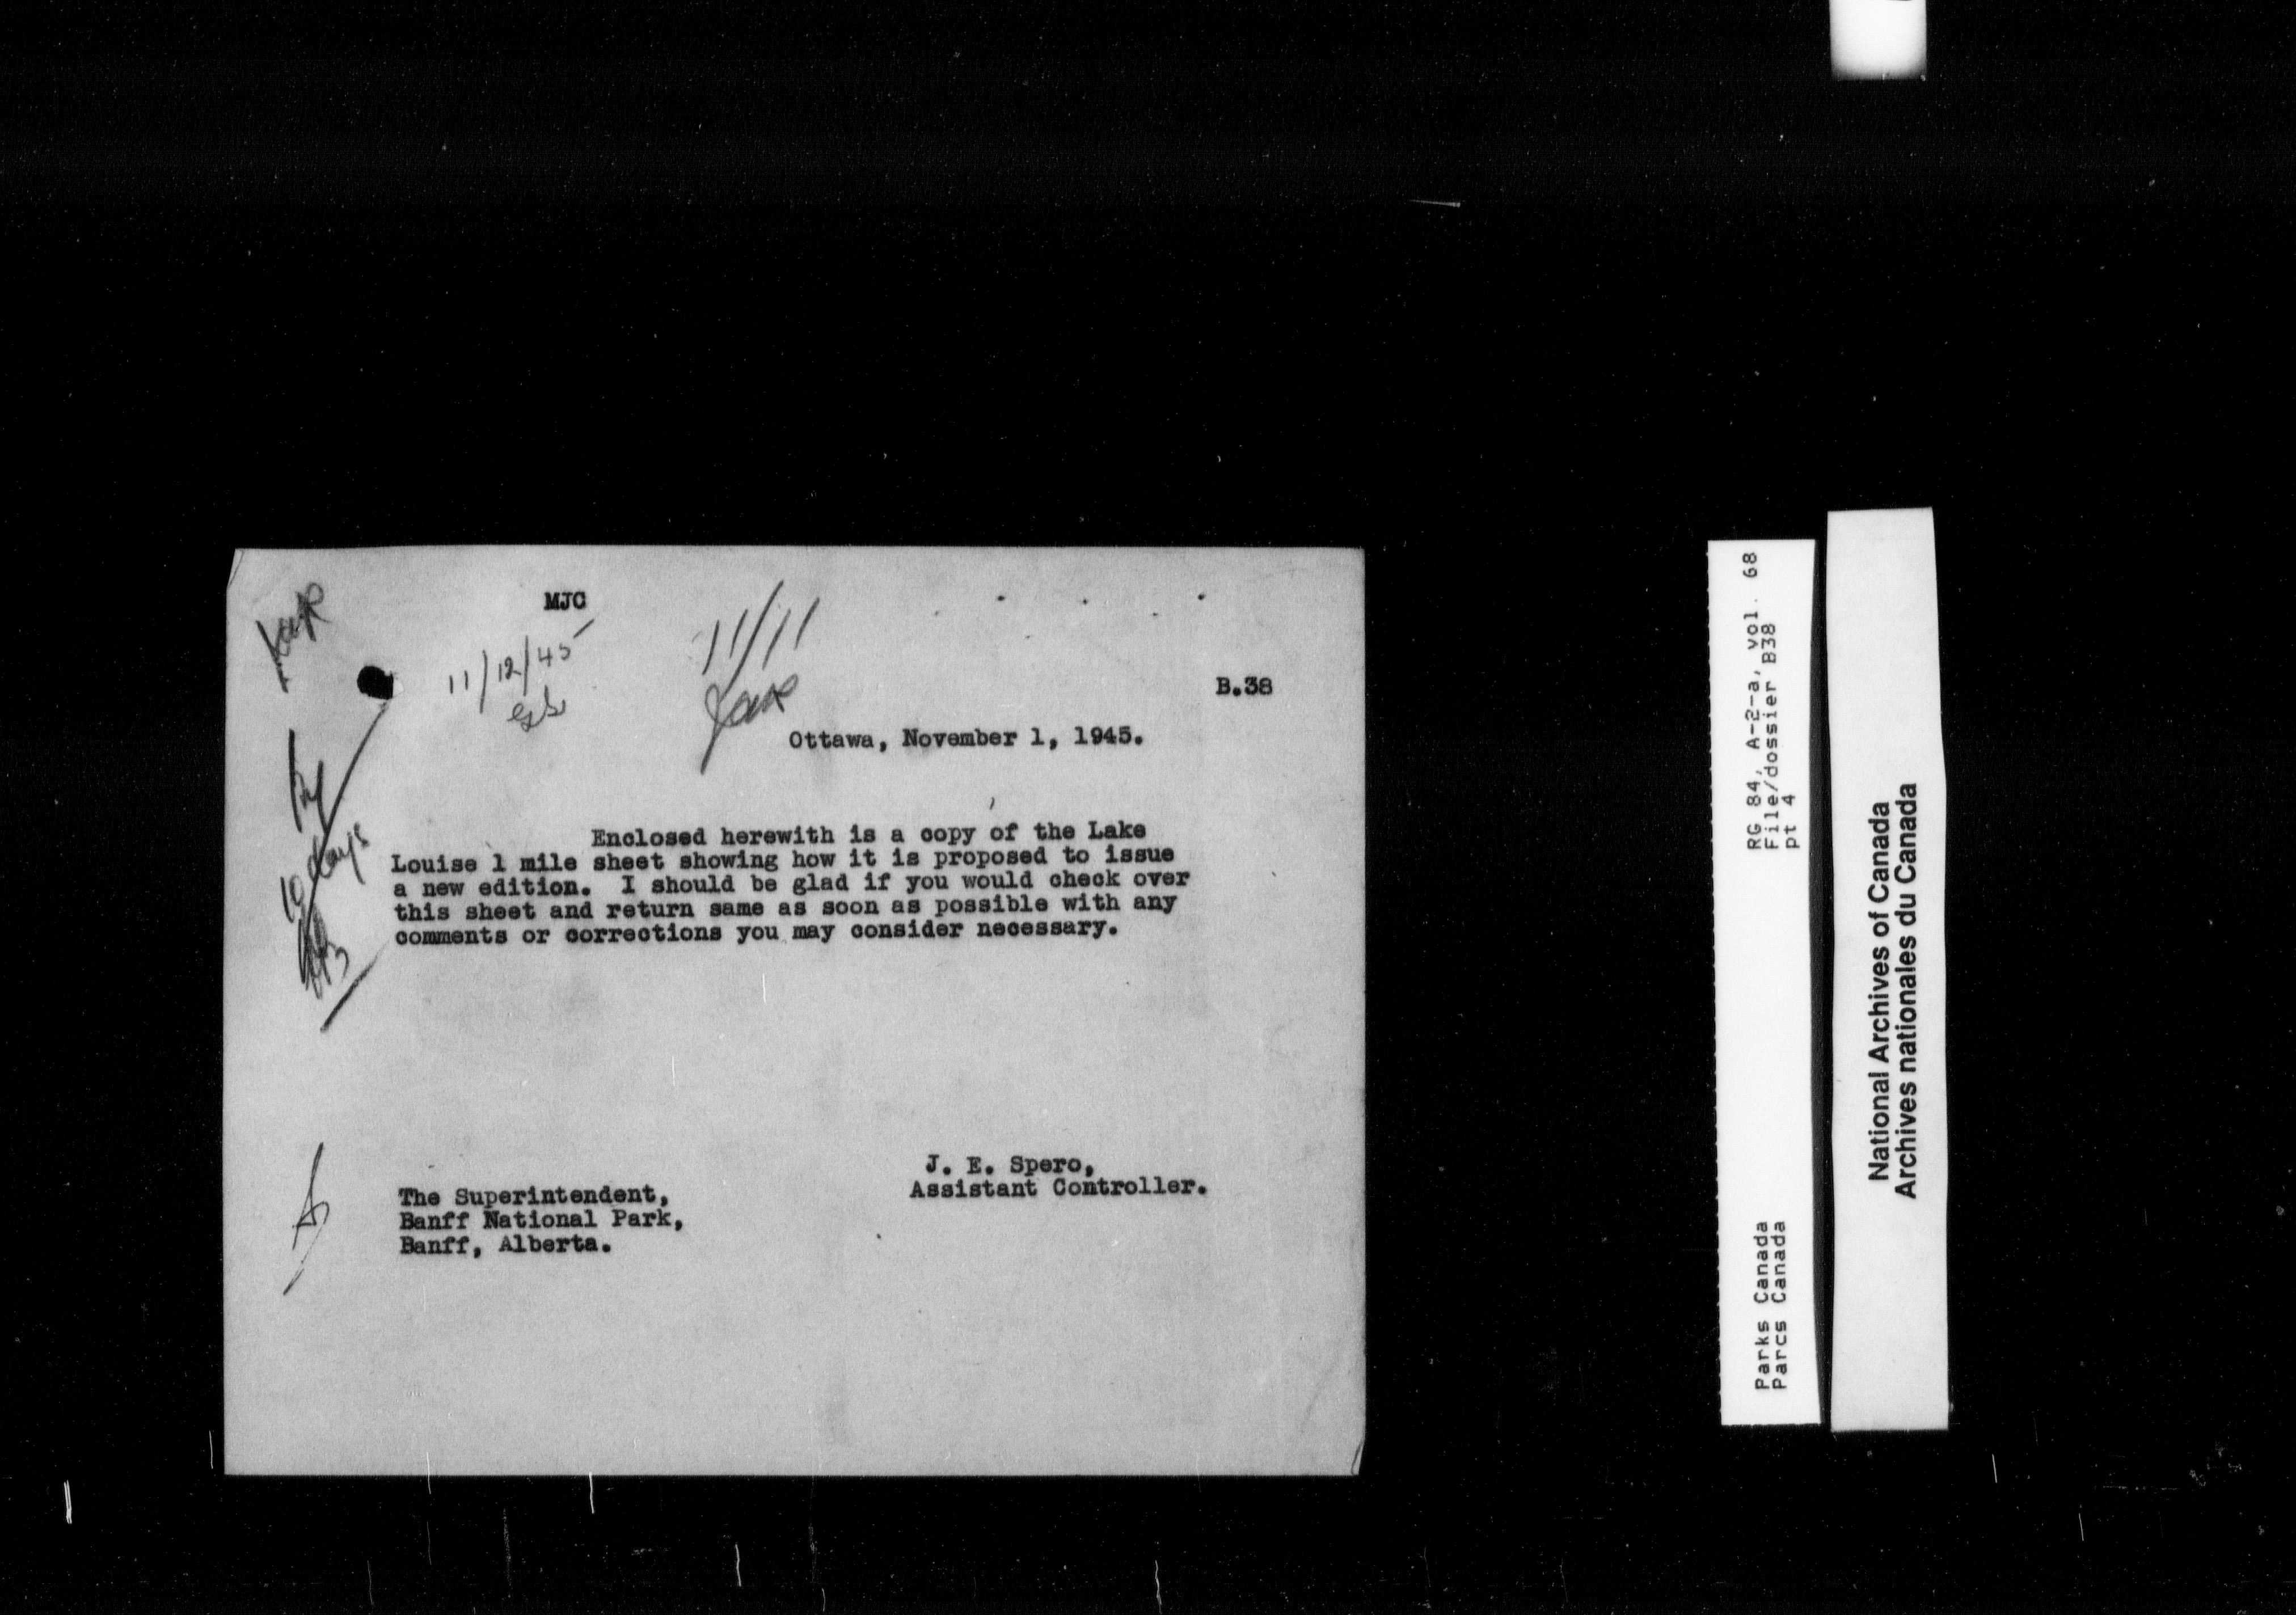 MJC
11/12/45
11/11
B.38
Ottawa, November 1, 1945.
Enclosed herewith is a copy of the Lake
Louise 1 mile sheet showing how it is proposed to issue
a new edition. I should be glad if you would check over
this sheet and return same as soon as possible with any
comments or corrections you may consider necessary.
10 days
J. E. Spero,
Assistant Controller.
The Superintendent,
Banff National Park,
Banff, Alberta.
RG 84, A-2-a, vol. 68
File/dossier B38
pt 4
Parks Canada
Parcs Canada
National Archives of Canada
Archives nationales du Canada